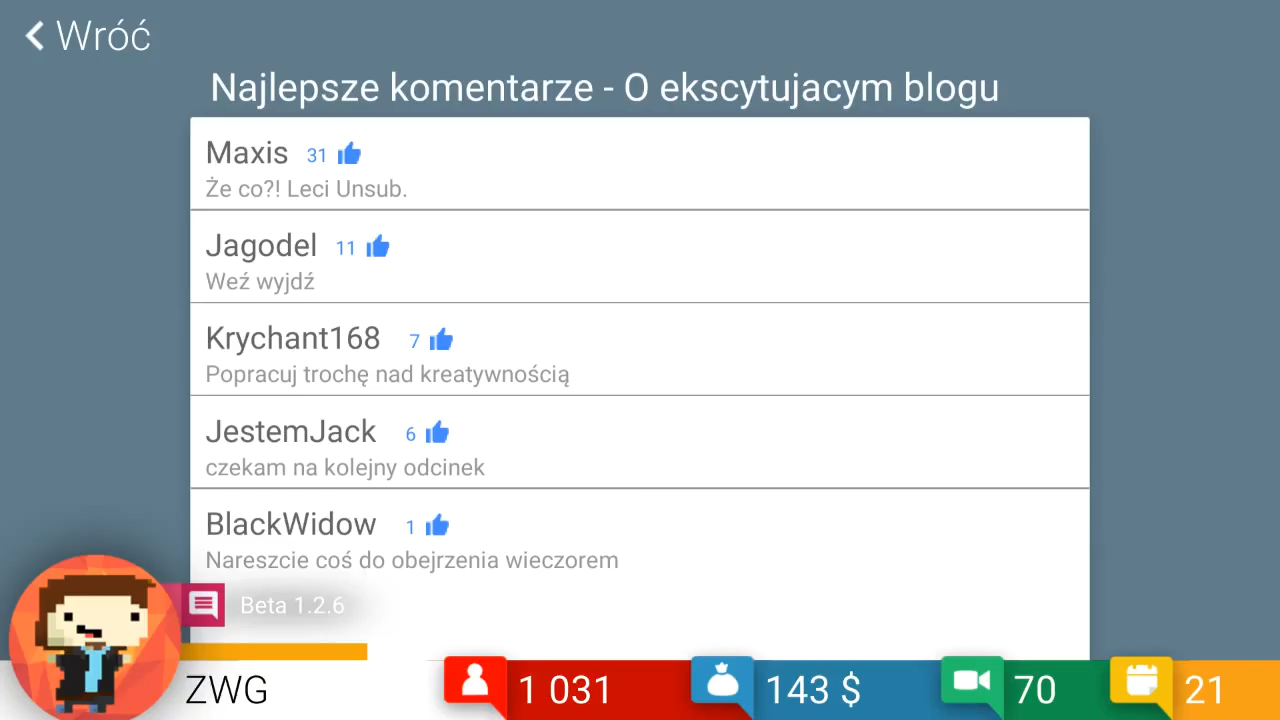 Wróć
Najlepsze komentarze - O ekscytujacym blogu
Maxis 31
Że co?! Leci Unsub.
Jagodel 11
Weź wyjdź
Krychant168 7
Popracuj trochę nad kreatywnością
JestemJack 6
czekam na kolejny odcinek
BlackWidow 1
Nareszcie coś do obejrzenia wieczorem
Beta 1.2.6
ZWG 1 031 143 $ 70 21